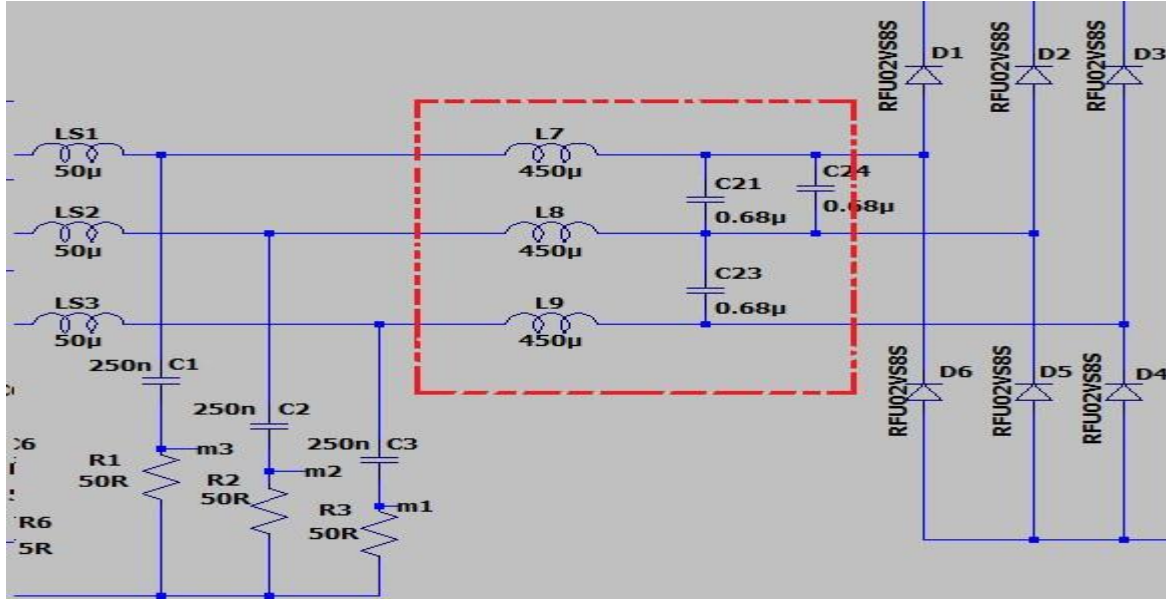 RFU02VS8S
D1
RFU02VS8S
D2
RFU02VS8S
D3
LS1
50µ
L7
450µ
C21
0.68µ
C24
0.68µ
LS2
50µ
L8
450µ
C23
0.68µ
LS3
50µ
L9
450µ
250n C1
250n C2
250n C3
RFU02VS8S
D6
RFU02VS8S
D5
RFU02VS8S
D4
m3
R1
50R
m2
R2
50R
m1
R3
50R
R6
5R